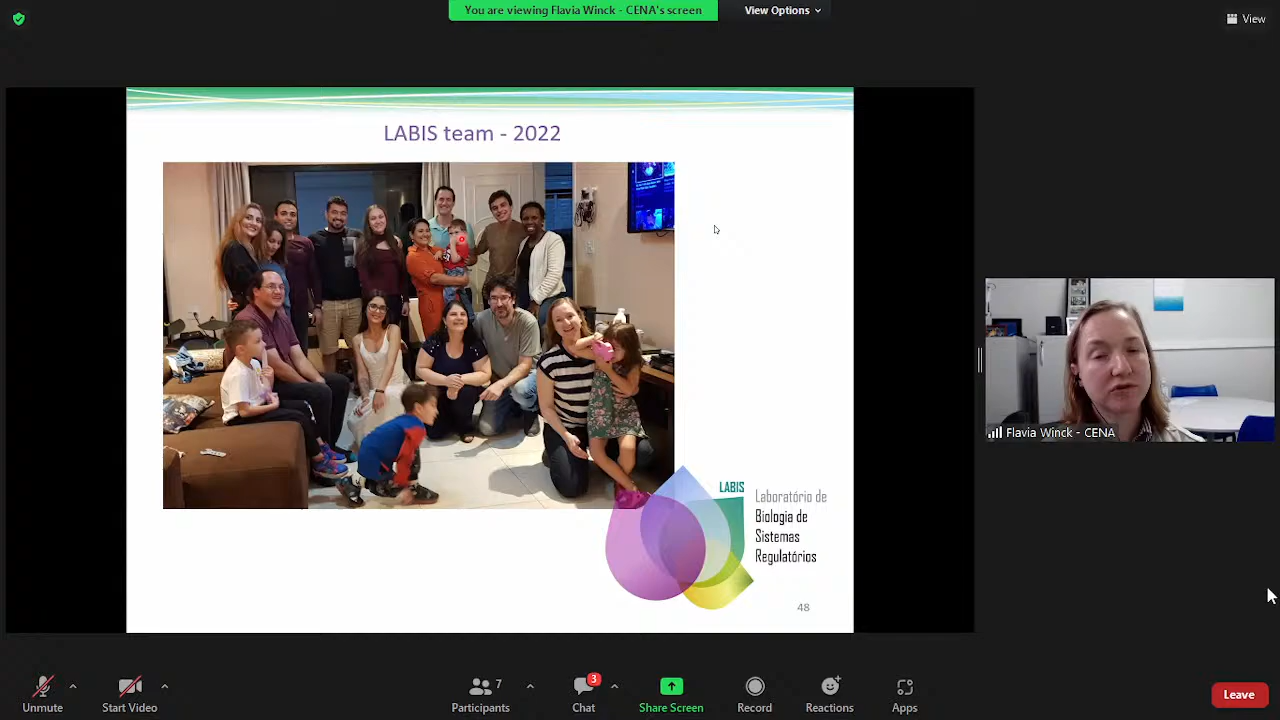 You are viewing Flavia Winck - CENA's screen
View Options
View
LABIS team - 2022
LABIS
Laboratório de
Biologia de
Sistemas
Regulatórios
48
Flavia Winck - CENA
Unmute
Start Video
7
Participants
3
Chat
Share Screen
Record
Reactions
Apps
Leave